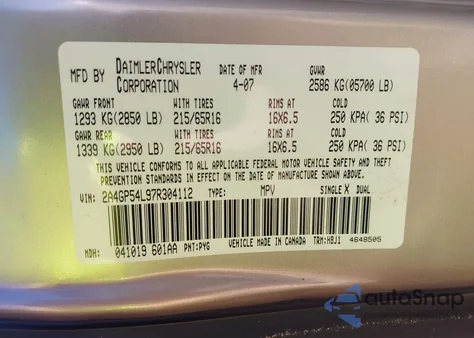 MFD BY DAIMLERCHRYSLER CORPORATION DATE OF MFR 4-07 GVWR 2586 KG(05700 LB)
GAWR FRONT WITH TIRES RIMS AT COLD
1293 KG(2850 LB) 215/65R16 16X6.5 250 KPA( 36 PSI)
GAWR REAR WITH TIRES RIMS AT COLD
1339 KG(2950 LB) 215/65R16 16X6.5 250 KPA( 36 PSI)
THIS VEHICLE CONFORMS TO ALL APPLICABLE FEDERAL MOTOR VEHICLE SAFETY AND THEFT
PREVENTION STANDARDS IN EFFECT ON THE DATE OF MANUFACTURE SHOWN ABOVE.
VIN: 2A4GP54L97R304112 TYPE: MPV SINGLE X DUAL
MDH: 041019 601AA PNT:PYG VEHICLE MADE IN CANADA TRM:HBJ1 4648505
autoSnap